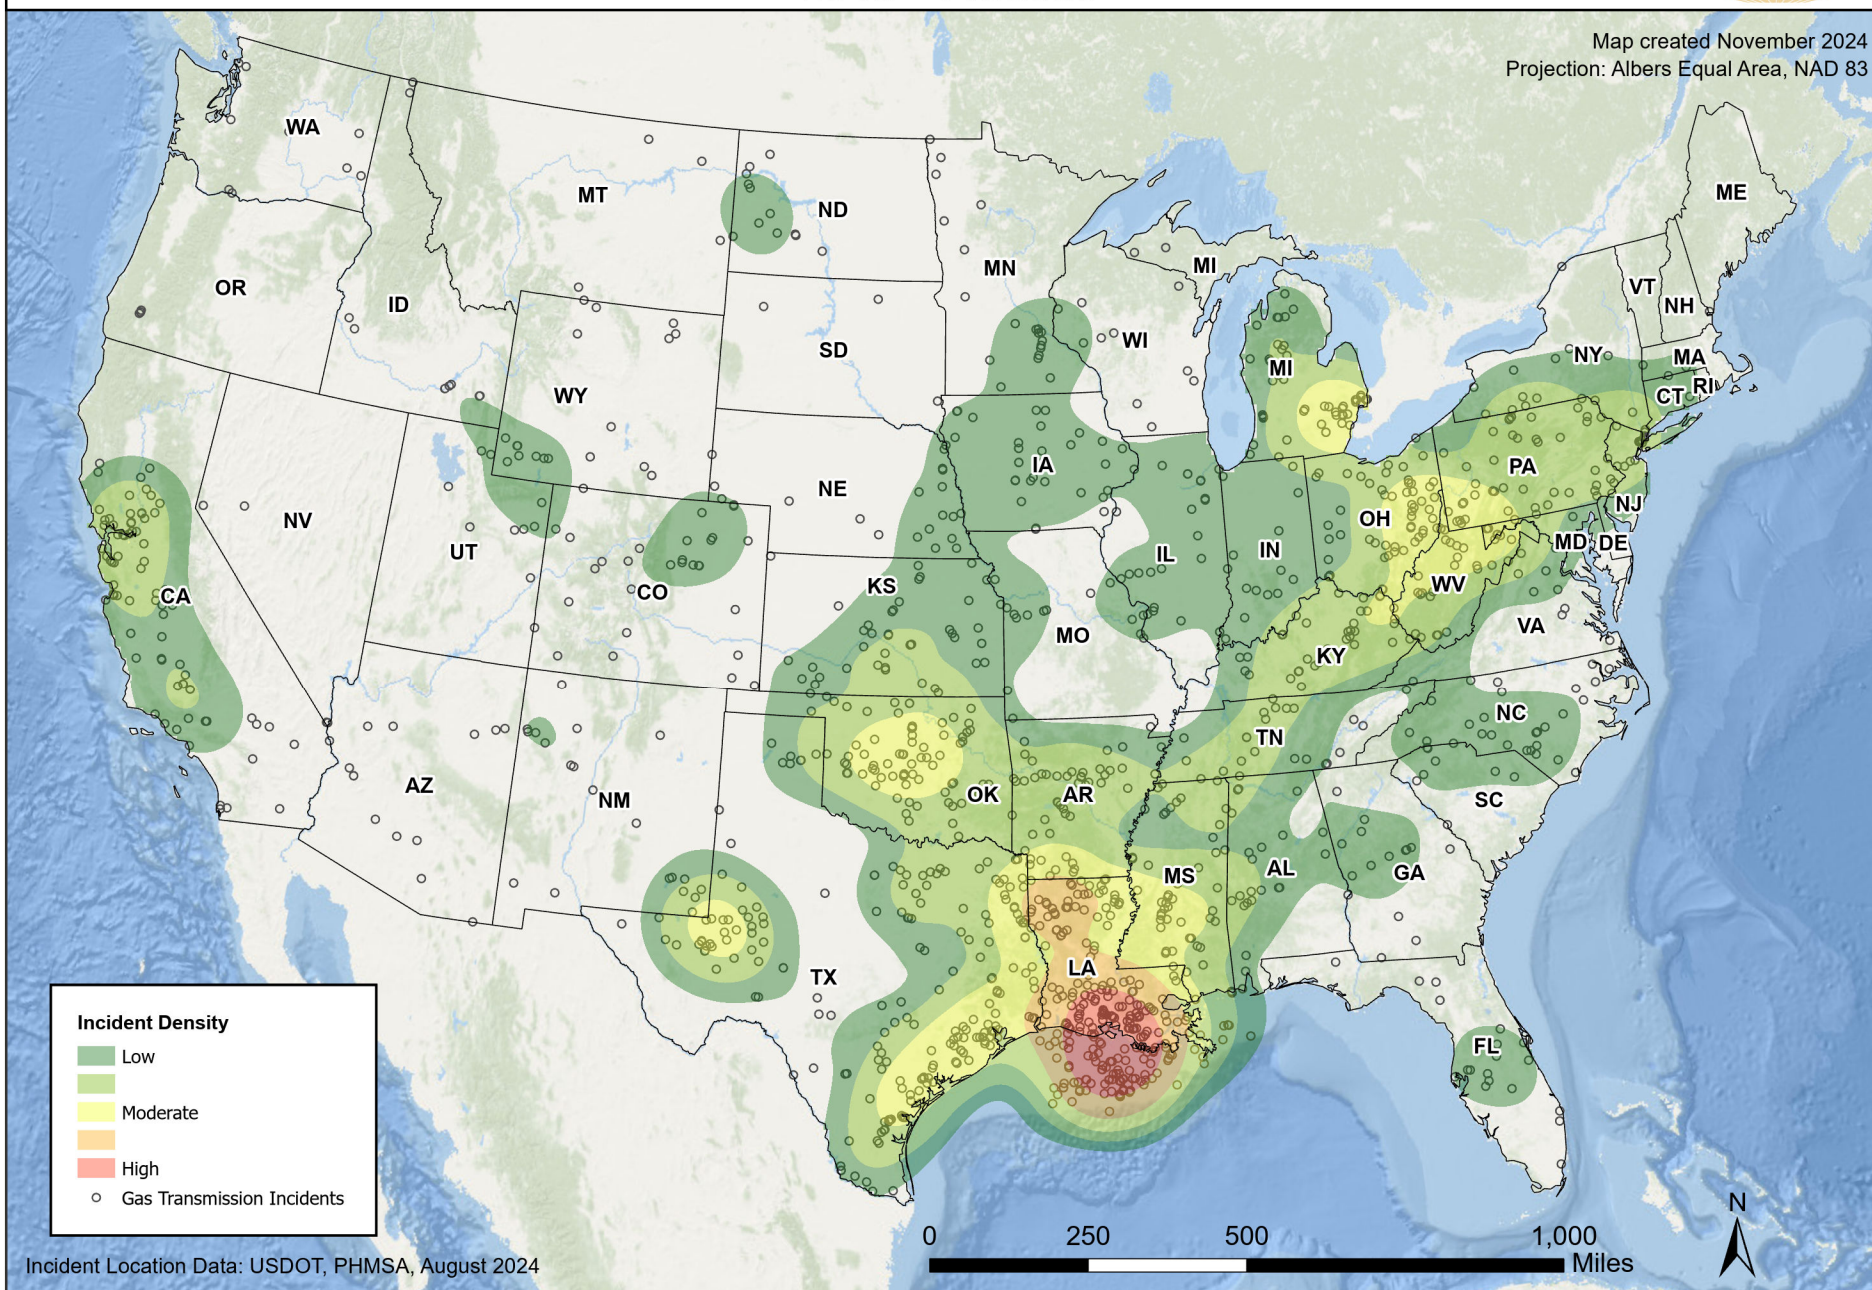 Map created November 2024
Projection: Albers Equal Area, NAD 83
WA
MT
ND
ME
OR
ID
MN
MI
VT
NH
SD
WI
NY
MA
MI
WY
CT
RI
IA
PA
NE
NV
OH
NJ
UT
IL
IN
MD
DE
CA
CO
KS
WV
MO
VA
KY
NC
TN
AZ
NM
OK
AR
SC
MS
AL
GA
TX
LA
FL
Incident Density
Low
Moderate
High
Gas Transmission Incidents
N
0 250 500 1,000
Miles
Incident Location Data: USDOT, PHMSA, August 2024